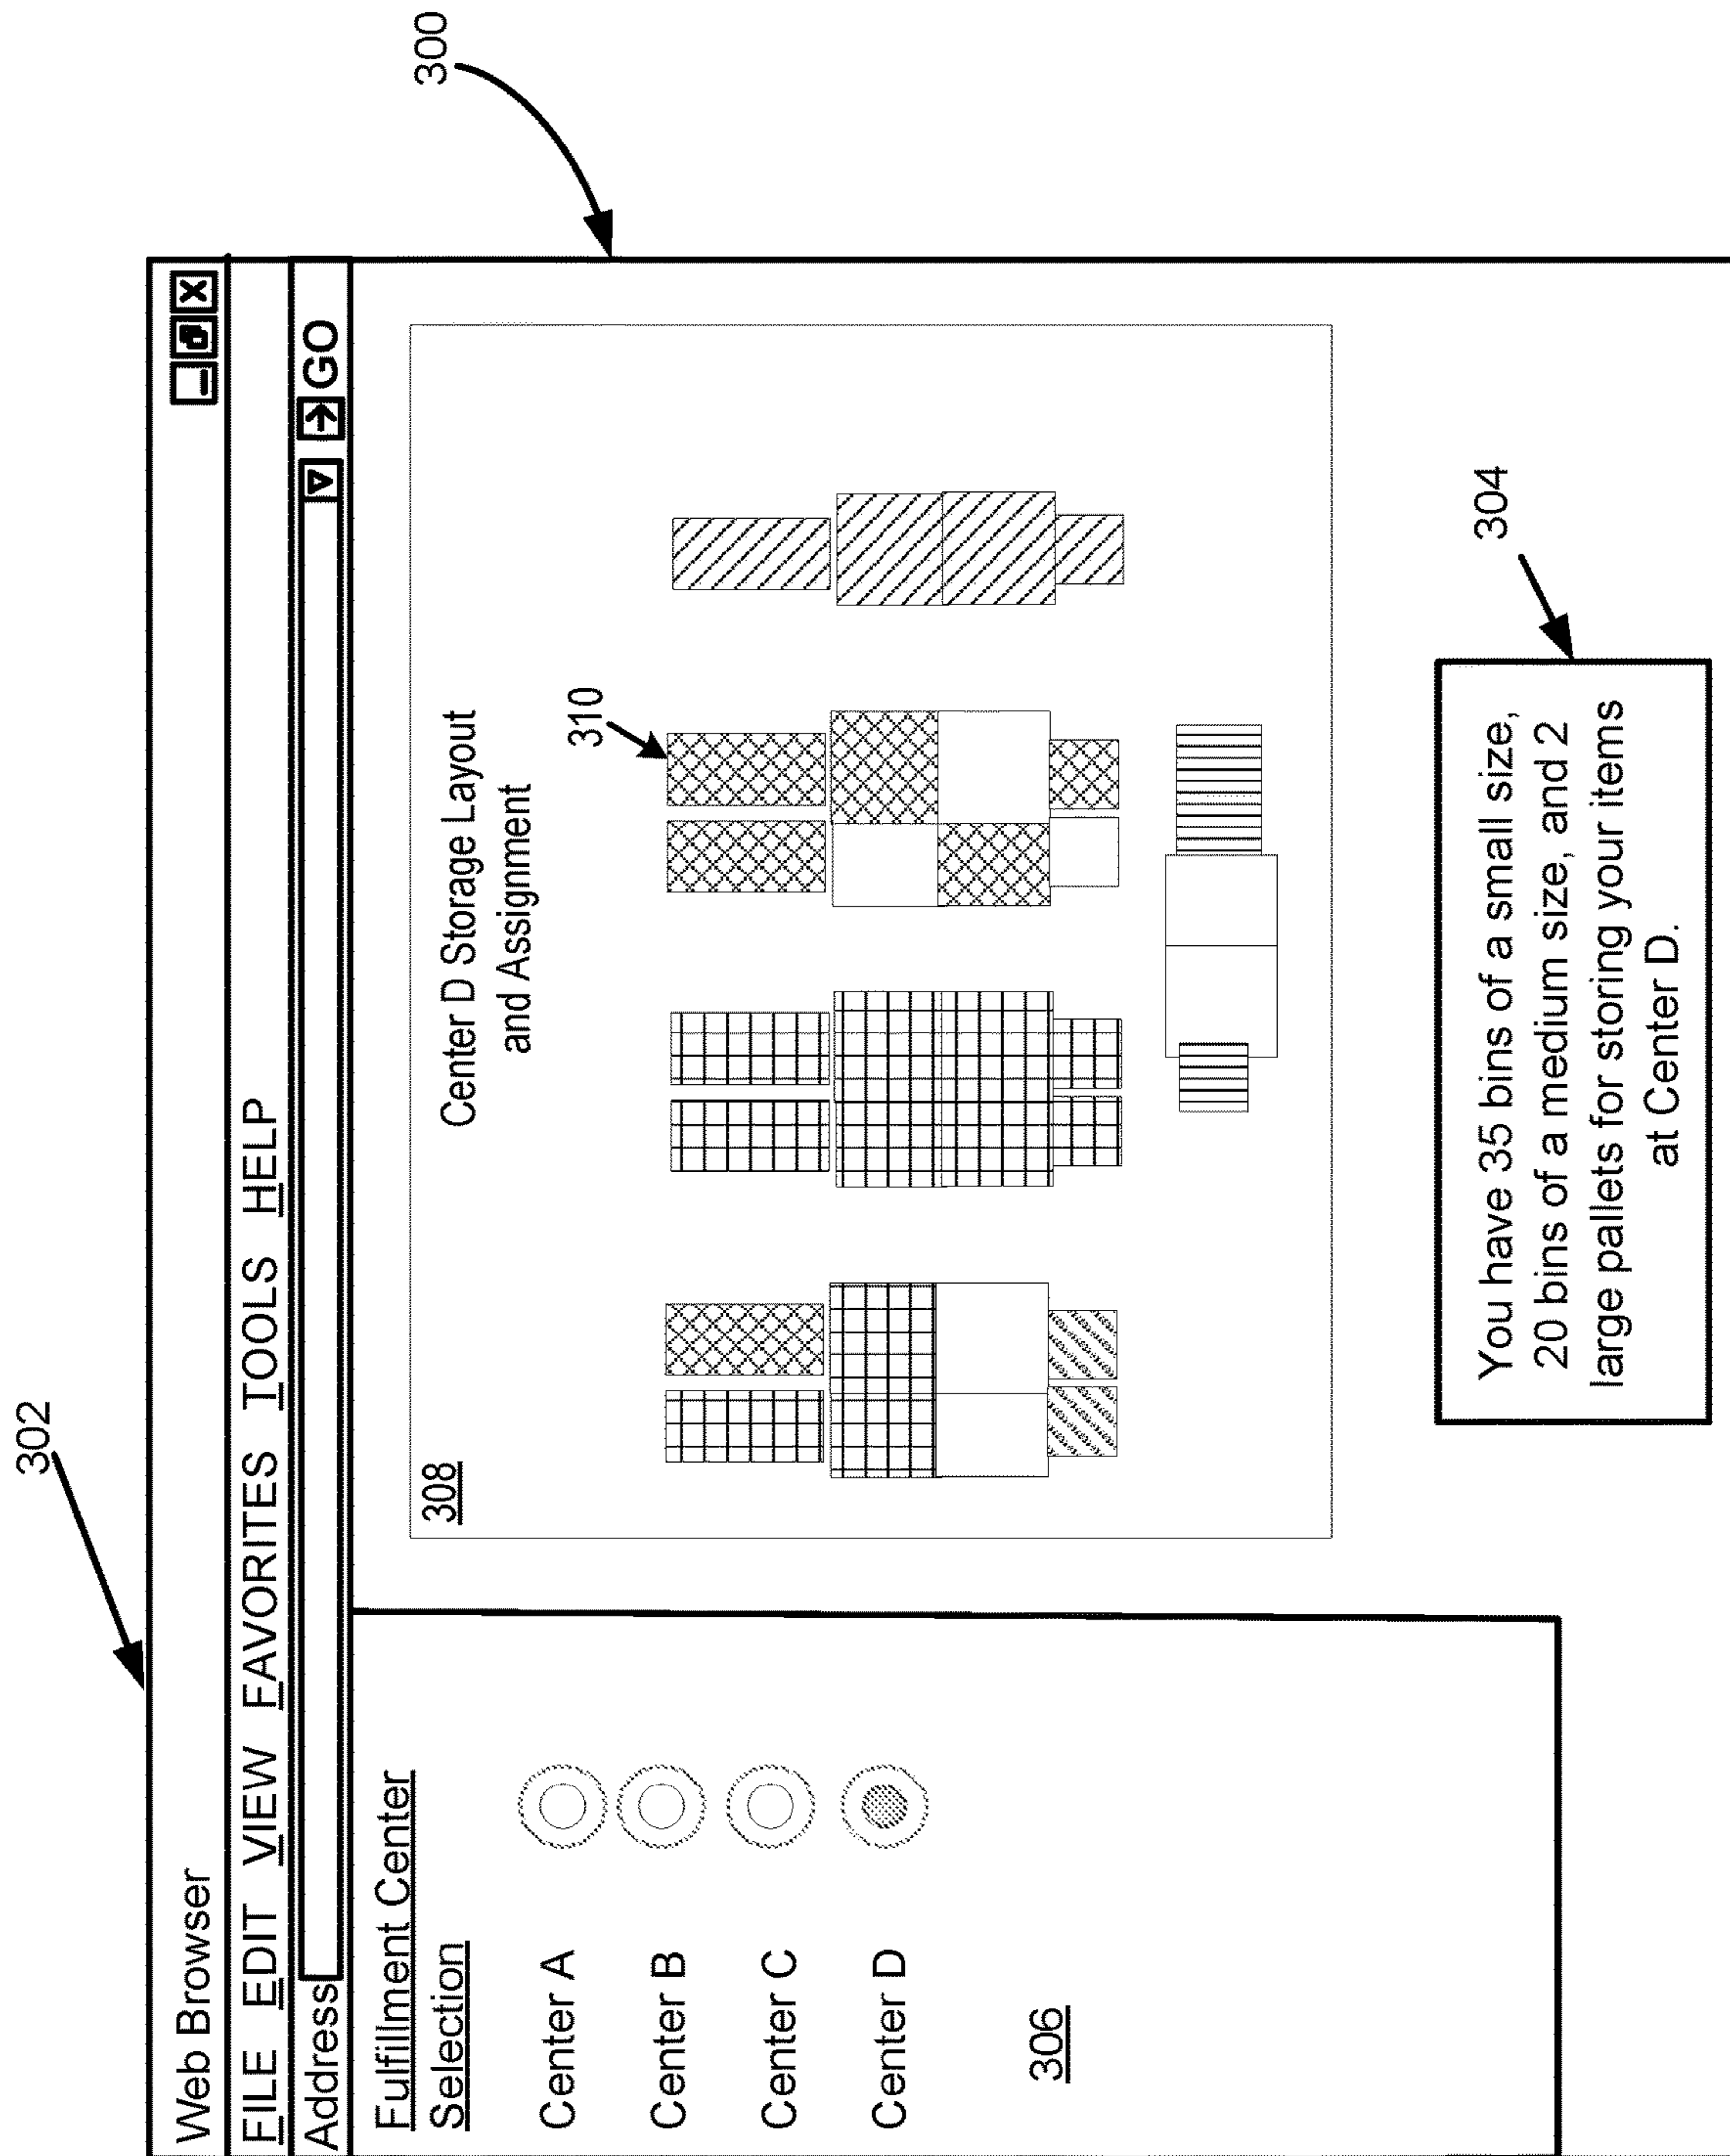 302
Web Browser
FILE EDIT VIEW FAVORITES TOOLS HELP
Address
GO
300
Fulfillment Center
Selection
Center A
Center B
Center C
Center D
306
308
Center D Storage Layout
and Assignment
310
304
You have 35 bins of a small size,
20 bins of a medium size, and 2
large pallets for storing your items
at Center D.